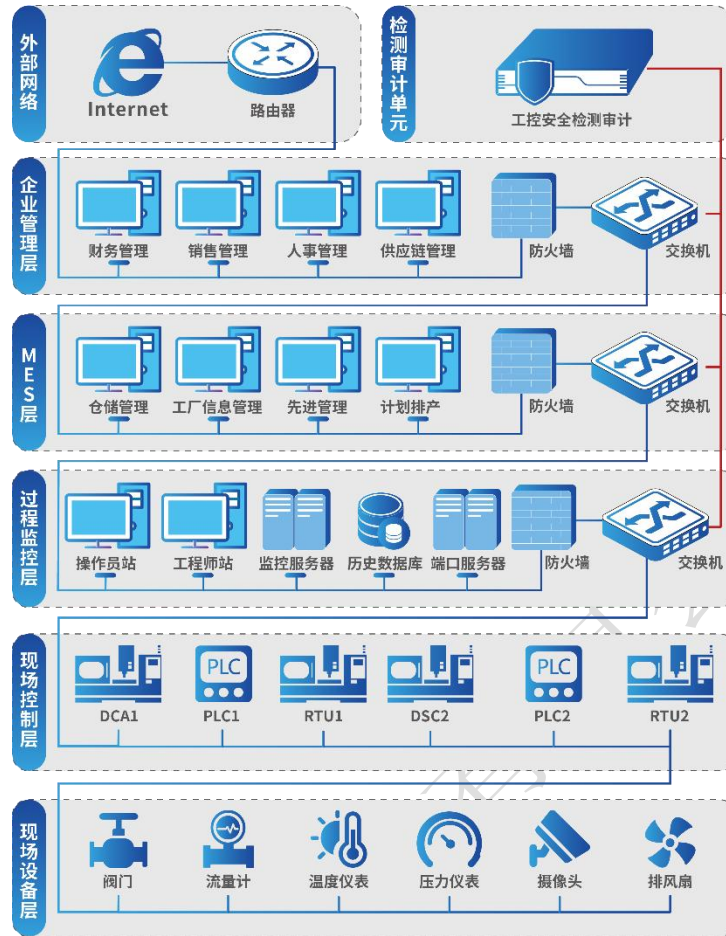 外部网络
Internet
路由器
检测审计单元
工控安全检测审计
企业管理层
财务管理
销售管理
人事管理
供应链管理
防火墙
交换机
MES层
仓储管理
工厂信息管理
先进管理
计划排产
防火墙
交换机
过程监控层
操作员站
工程师站
监控服务器
历史数据库
端口服务器
防火墙
交换机
现场控制层
PLC
PLC
DCA1
PLC1
RTU1
DSC2
PLC2
RTU2
现场设备层
阀门
流量计
温度仪表
压力仪表
摄像头
排风扇